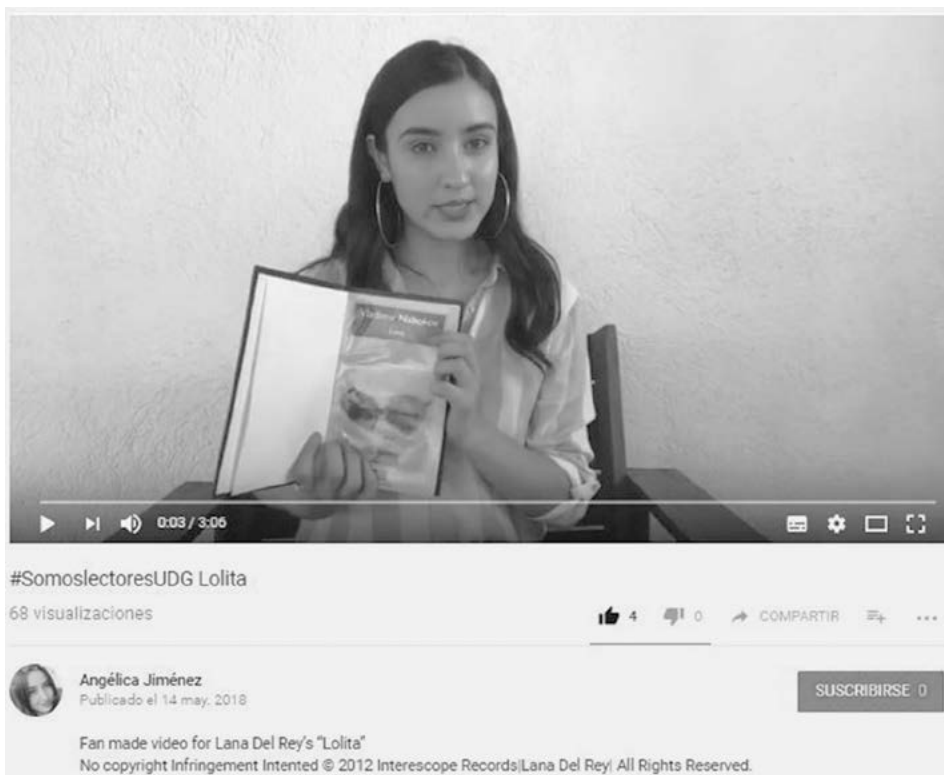 Vladimir Nabokov
0:03 / 3:06
#SomoslectoresUDG Lolita
68 visualizaciones
4 0 COMPARTIR
Angélica Jiménez
Publicado el 14 may. 2018
SUSCRIBIRSE 0
Fan made video for Lana Del Rey's "Lolita"
No copyright Infringement Intented © 2012 Interescope Records|Lana Del Rey| All Rights Reserved.